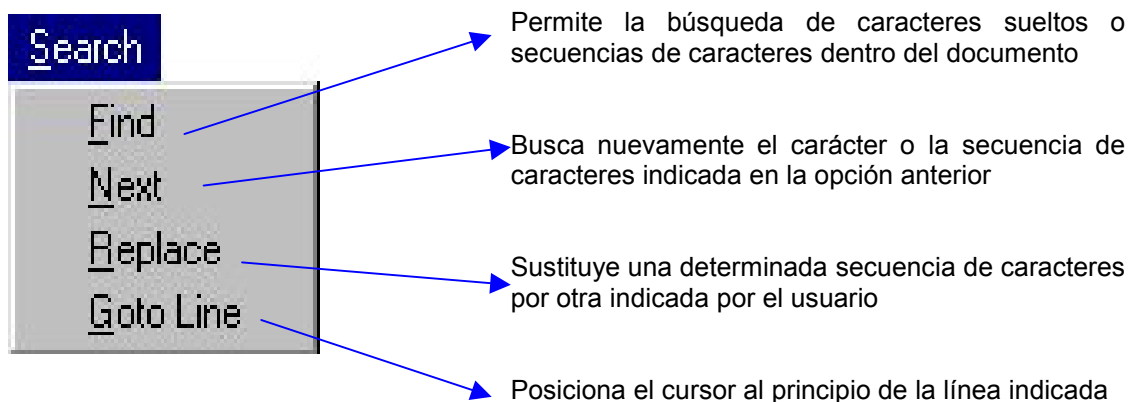 Search
Find
Next
Replace
Goto Line
Permite la búsqueda de caracteres sueltos o
secuencias de caracteres dentro del documento
Busca nuevamente el carácter o la secuencia de
caracteres indicada en la opción anterior
Sustituye una determinada secuencia de caracteres
por otra indicada por el usuario
Posiciona el cursor al principio de la línea indicada